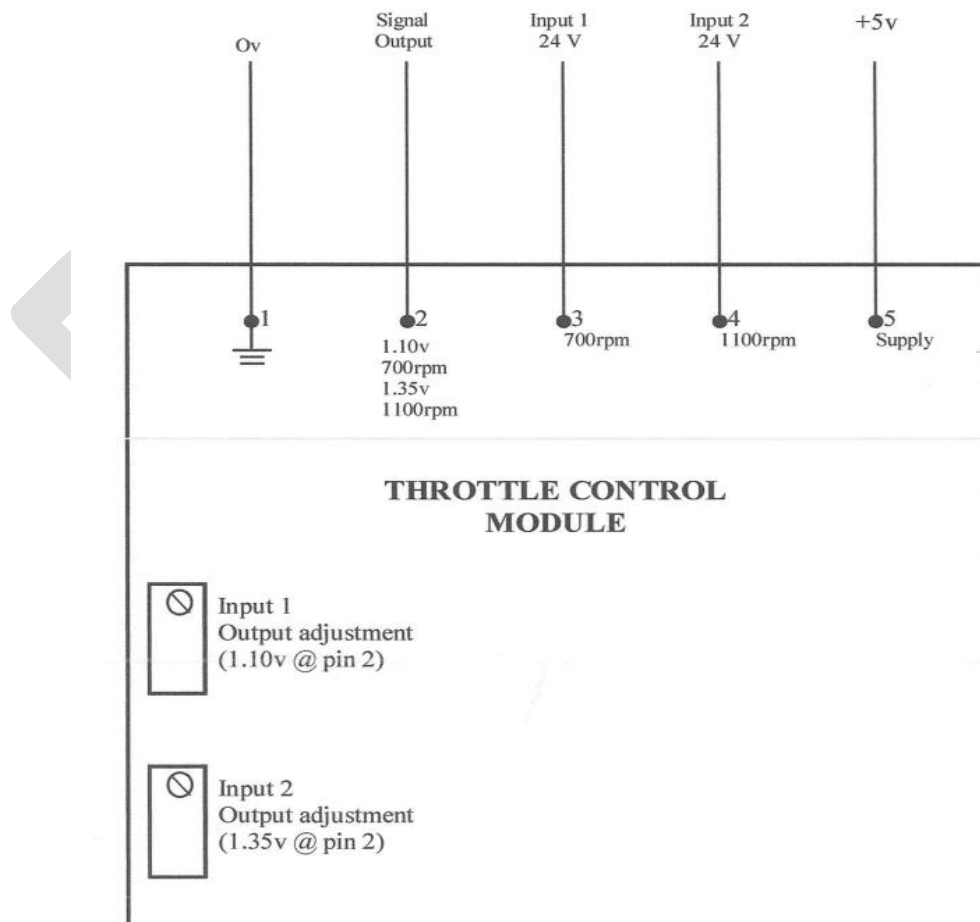 Ov
Signal
Output
Input 1
24 V
Input 2
24 V
+5v
1
2
3
4
5
1.10v
700rpm
1.35v
1100rpm
700rpm
1100rpm
Supply
THROTTLE CONTROL
MODULE
Input 1
Output adjustment
(1.10v @ pin 2)
Input 2
Output adjustment
(1.35v @ pin 2)